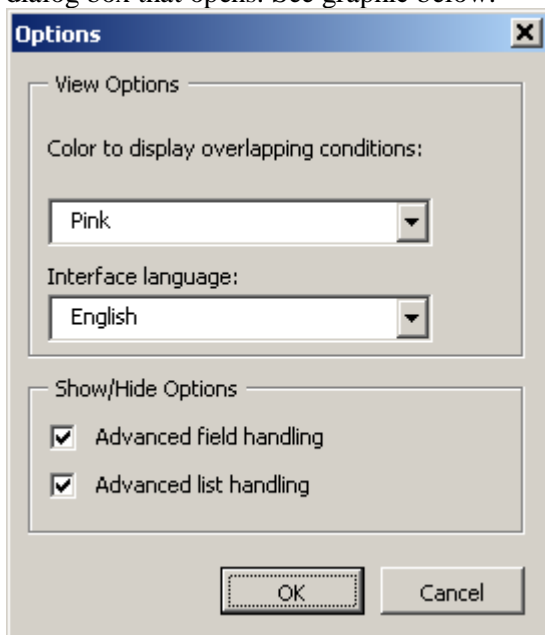 dialog box that opens. See graphic below.
Options
View Options
Color to display overlapping conditions:
Pink
Interface language:
English
Show/Hide Options
Advanced field handling
Advanced list handling
OK
Cancel